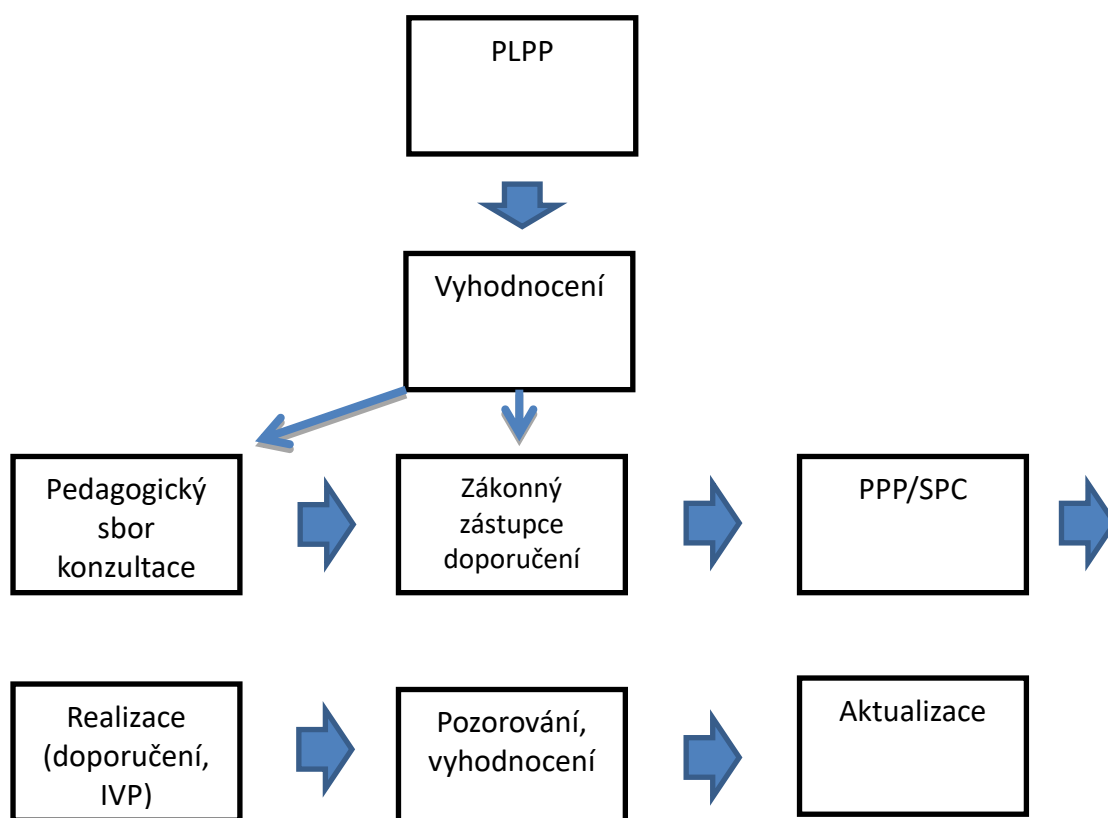 PLPP
Vyhodnocení
Pedagogický
sbor
konzultace
Zákonný
zástupce
doporučení
PPP/SPC
Realizace
(doporučení,
IVP)
Pozorování,
vyhodnocení
Aktualizace